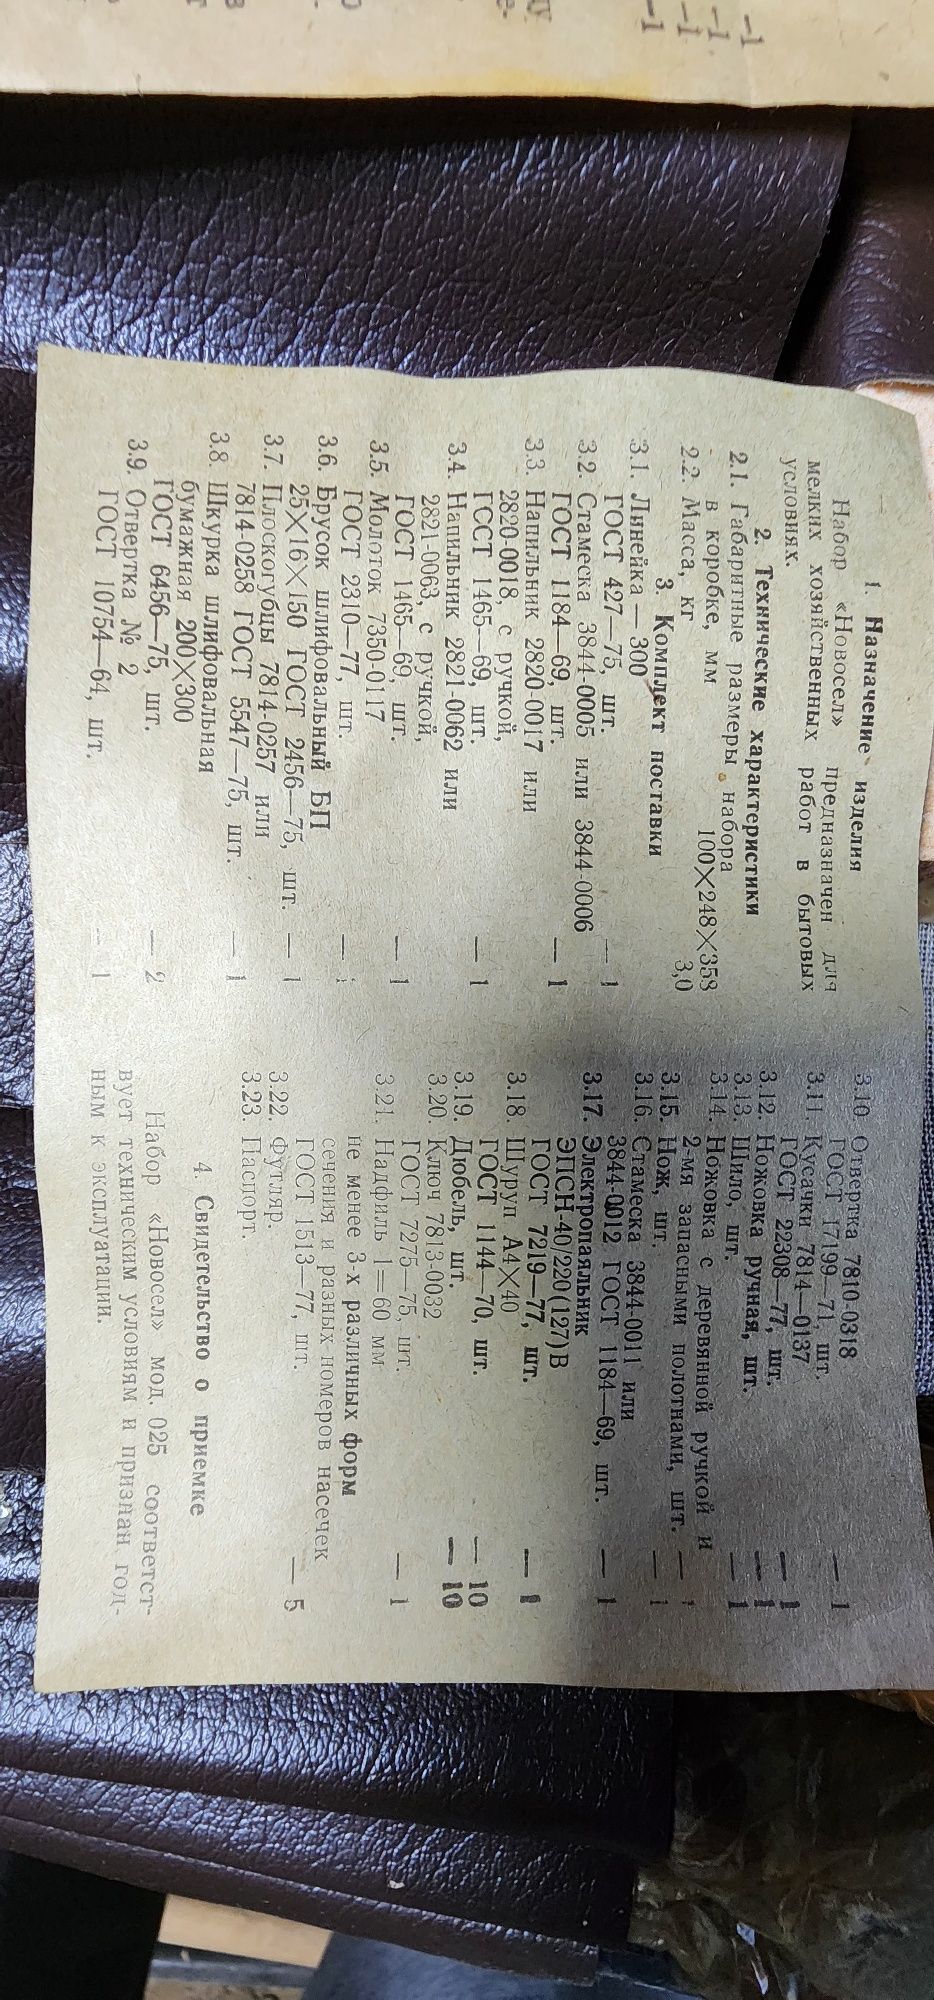 1. Назначение изделия
Набор «Новосел» предназначен для
мелких хозяйственных работ в бытовых
условиях.
2. Технические характеристики
2.1. Габаритные размеры набора
в коробке, мм 100×248×358
2.2. Масса, кг 3,0
3. Комплект поставки
3.1. Линейка — 300
ГОСТ 427—75, шт. — 1
3.2. Стамеска 3844-0005 или 3844-0006
ГОСТ 1184—69, шт. — 1
3.3. Напильник 2820-0017 или
2820-0018, с ручкой,
ГОСТ 1465—69, шт. — 1
3.4. Напильник 2821-0062 или
2821-0063, с ручкой,
ГОСТ 1465—69, шт. — 1
3.5. Молоток 7350-0117
ГОСТ 2310—77, шт. — 1
3.6. Брусок шлифовальный БП
25×16×150 ГОСТ 2456—75, шт. — 1
3.7. Плоскогубцы 7814-0257 или
7814-0258 ГОСТ 5547—75, шт. — 1
3.8. Шкурка шлифовальная
бумажная 200×300
ГОСТ 6456—75, шт. — 2
3.9. Отвертка № 2
ГОСТ 10754—64, шт. — 1
3.10. Отвертка 7810-0318
ГОСТ 17199—71, шт. — 1
3.11. Кусачки 7814—0137
ГОСТ 22308—77, шт. — 1
3.12. Ножовка ручная, шт. — 1
3.13. Шило, шт. — 1
3.14. Ножовка с деревянной ручкой и
2-мя запасными полотнами, шт. — 1
3.15. Нож, шт. — 1
3.16. Стамеска 3844-0011 или
3844-0012 ГОСТ 1184—69, шт. — 1
3.17. Электропаяльник
ЭПСН-40/220(127)В
ГОСТ 7219—77, шт. — 1
3.18. Шуруп А4×40
ГОСТ 1144—70, шт. — 10
3.19. Дюбель, шт. — 10
3.20. Ключ 7813-0032
ГОСТ 7275—75, шт. — 1
3.21. Надфиль l=60 мм
не менее 3-х различных форм
сечения и разных номеров насечек
ГОСТ 1513—77, шт. — 5
3.22. Футляр.
3.23. Паспорт.
4. Свидетельство о приемке
Набор «Новосел» мод. 025 соответст-
вует техническим условиям и признан год-
ным к эксплуатации.